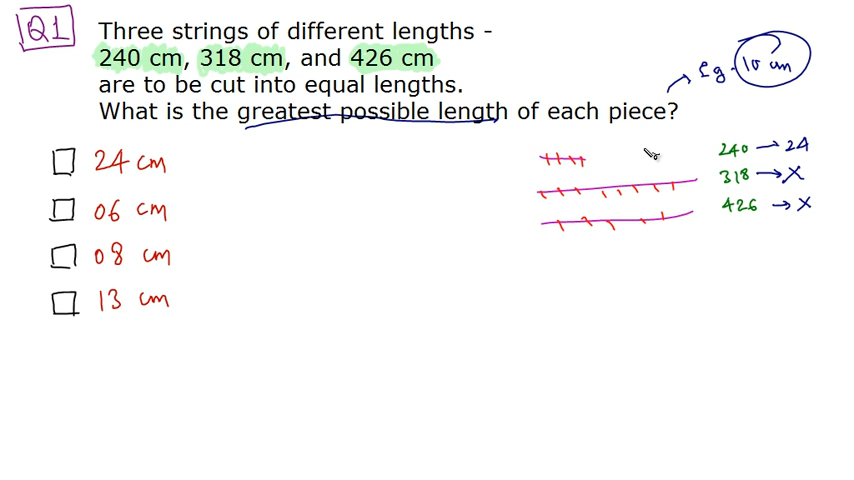 Q1
Three strings of different lengths -
240 cm, 318 cm, and 426 cm
are to be cut into equal lengths.
What is the greatest possible length of each piece?
Eg - 10 cm
24 cm
06 cm
08 cm
13 cm
240 → 24
318 → X
426 → X